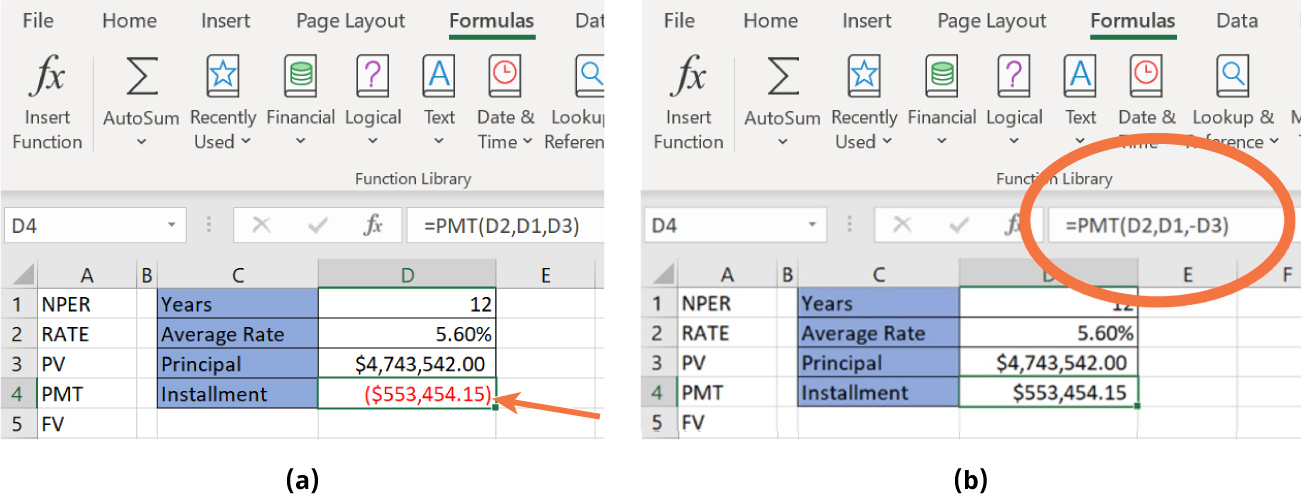 File Home Insert Page Layout Formulas Dat
fx
Insert Function
AutoSum
Recently Used
Financial
Logical
A
Text
Date & Time
Lookup
Referen
Function Library
D4 fx =PMT(D2,D1,D3)
A B C D E
1 NPER Years 12
2 RATE Average Rate 5.60%
3 PV Principal $4,743,542.00
4 PMT Installment ($553,454.15)
5 FV
(a)
File Home Insert Page Layout Formulas Data
fx
Insert Function
AutoSum
Recently Used
Financial
Logical
A
Text
Date & Time
Lookup & Reference
M
Function Library
D4 fx =PMT(D2,D1,-D3)
A B C D E F
1 NPER Years 12
2 RATE Average Rate 5.60%
3 PV Principal $4,743,542.00
4 PMT Installment $553,454.15
5 FV
(b)